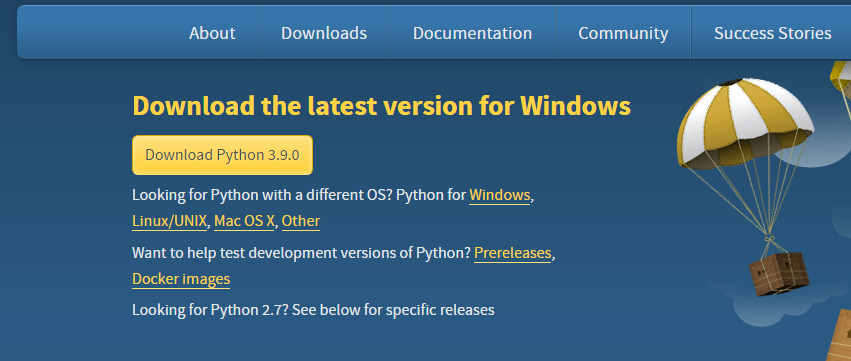 About Downloads Documentation Community Success Stories
Download the latest version for Windows
Download Python 3.9.0
Looking for Python with a different OS? Python for Windows,
Linux/UNIX, Mac OS X, Other
Want to help test development versions of Python? Prereleases,
Docker images
Looking for Python 2.7? See below for specific releases